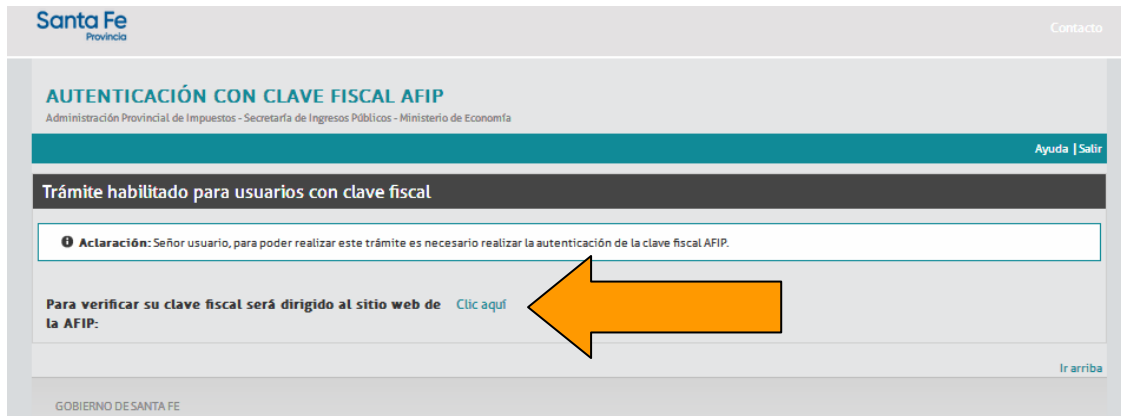 Santa Fe
Provincia
Contacto
AUTENTICACIÓN CON CLAVE FISCAL AFIP
Administración Provincial de Impuestos - Secretaría de Ingresos Públicos - Ministerio de Economía
Ayuda | Salir
Trámite habilitado para usuarios con clave fiscal
Aclaración: Señor usuario, para poder realizar este trámite es necesario realizar la autenticación de la clave fiscal AFIP.
Para verificar su clave fiscal será dirigido al sitio web de Clic aquí
la AFIP:
Ir arriba
GOBIERNO DE SANTA FE